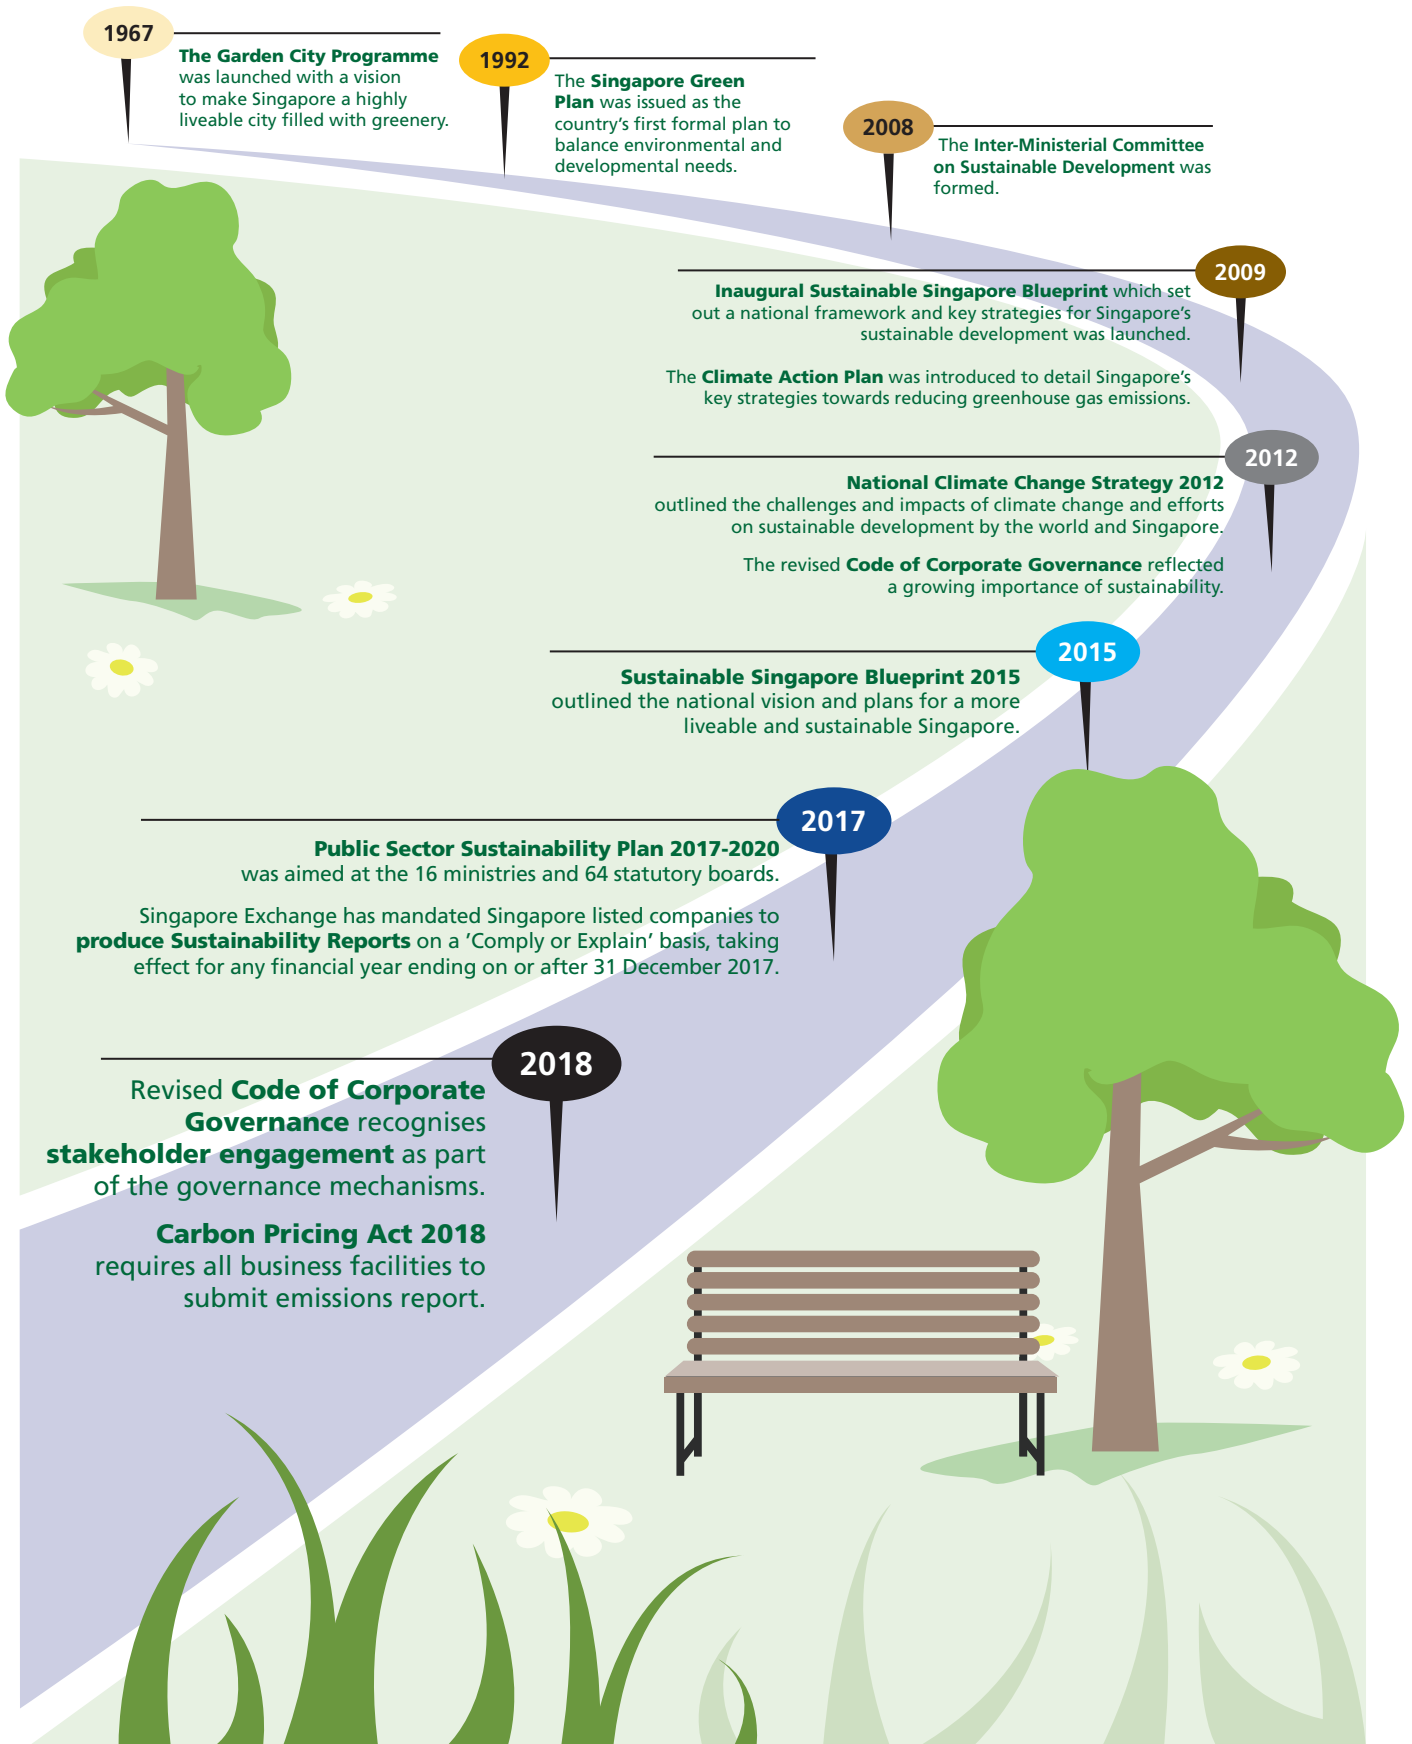 1967
The Garden City Programme
was launched with a vision
to make Singapore a highly
liveable city filled with greenery.
1992
The Singapore Green
Plan was issued as the
country's first formal plan to
balance environmental and
developmental needs.
2008
The Inter-Ministerial Committee
on Sustainable Development was
formed.
2009
Inaugural Sustainable Singapore Blueprint which set
out a national framework and key strategies for Singapore's
sustainable development was launched.
The Climate Action Plan was introduced to detail Singapore's
key strategies towards reducing greenhouse gas emissions.
2012
National Climate Change Strategy 2012
outlined the challenges and impacts of climate change and efforts
on sustainable development by the world and Singapore.
The revised Code of Corporate Governance reflected
a growing importance of sustainability.
2015
Sustainable Singapore Blueprint 2015
outlined the national vision and plans for a more
liveable and sustainable Singapore.
2017
Public Sector Sustainability Plan 2017-2020
was aimed at the 16 ministries and 64 statutory boards.
Singapore Exchange has mandated Singapore listed companies to
produce Sustainability Reports on a ’Comply or Explain’ basis, taking
effect for any financial year ending on or after 31 December 2017.
2018
Revised Code of Corporate
Governance recognises
stakeholder engagement as part
of the governance mechanisms.
Carbon Pricing Act 2018
requires all business facilities to
submit emissions report.